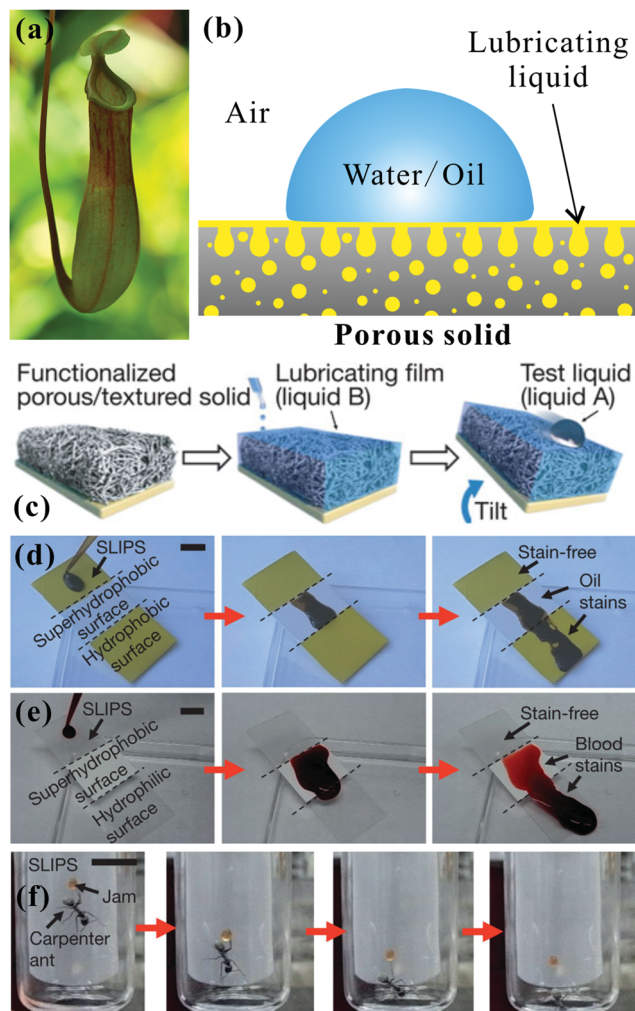 (a)
(b)
Lubricating
liquid
Air
Water/Oil
Porous solid
Functionalized
porous/textured solid
Lubricating film
(liquid B)
Test liquid
(liquid A)
Tilt
(c)
(d)
SLIPS
Superhydrophobic
surface
Hydrophobic
surface
Stain-free
Oil
stains
(e)
SLIPS
Superhydrophobic
surface
Hydrophilic
surface
Stain-free
Blood
stains
SLIPS
(f)
Jam
Carpenter
ant